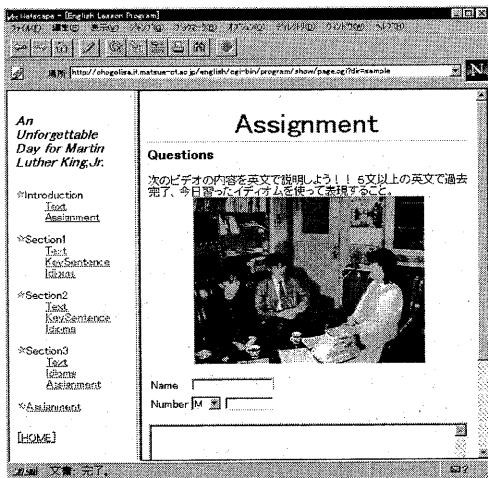 Netscape - [English Lesson Program]
場所 http://ohogolisa.it.matsue-ct.ac.jp/english/cgi-bin/program/show/page.cgi?dir=sample
An
Unforgettable
Day for Martin
Luther King,Jr.
☆Introduction
Text
Assignment
☆Section1
Text
KeySentence
Idioms
☆Section2
Text
KeySentence
Idioms
☆Section3
Text
Idioms
Assignment
☆Assignment
[HOME]
Assignment
Questions
次のビデオの内容を英文で説明しよう！！5文以上の英文で過去
完了、今日習ったイディオムを使って表現すること。
Name
Number M
文書: 完了。